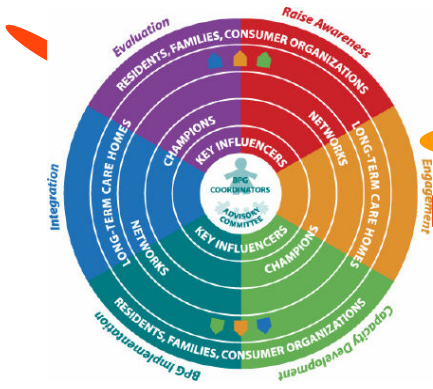 Evaluation
Raise Awareness
RESIDENTS, FAMILIES, CONSUMER ORGANIZATIONS
LONG-TERM CARE HOMES
NETWORKS
CHAMPIONS
KEY INFLUENCERS
BPG
COORDINATORS
ADVISORY
COMMITTEE
KEY INFLUENCERS
CHAMPIONS
NETWORKS
LONG-TERM CARE HOMES
RESIDENTS, FAMILIES, CONSUMER ORGANIZATIONS
Integration
Engagement
BPG Implementation
Capacity Development